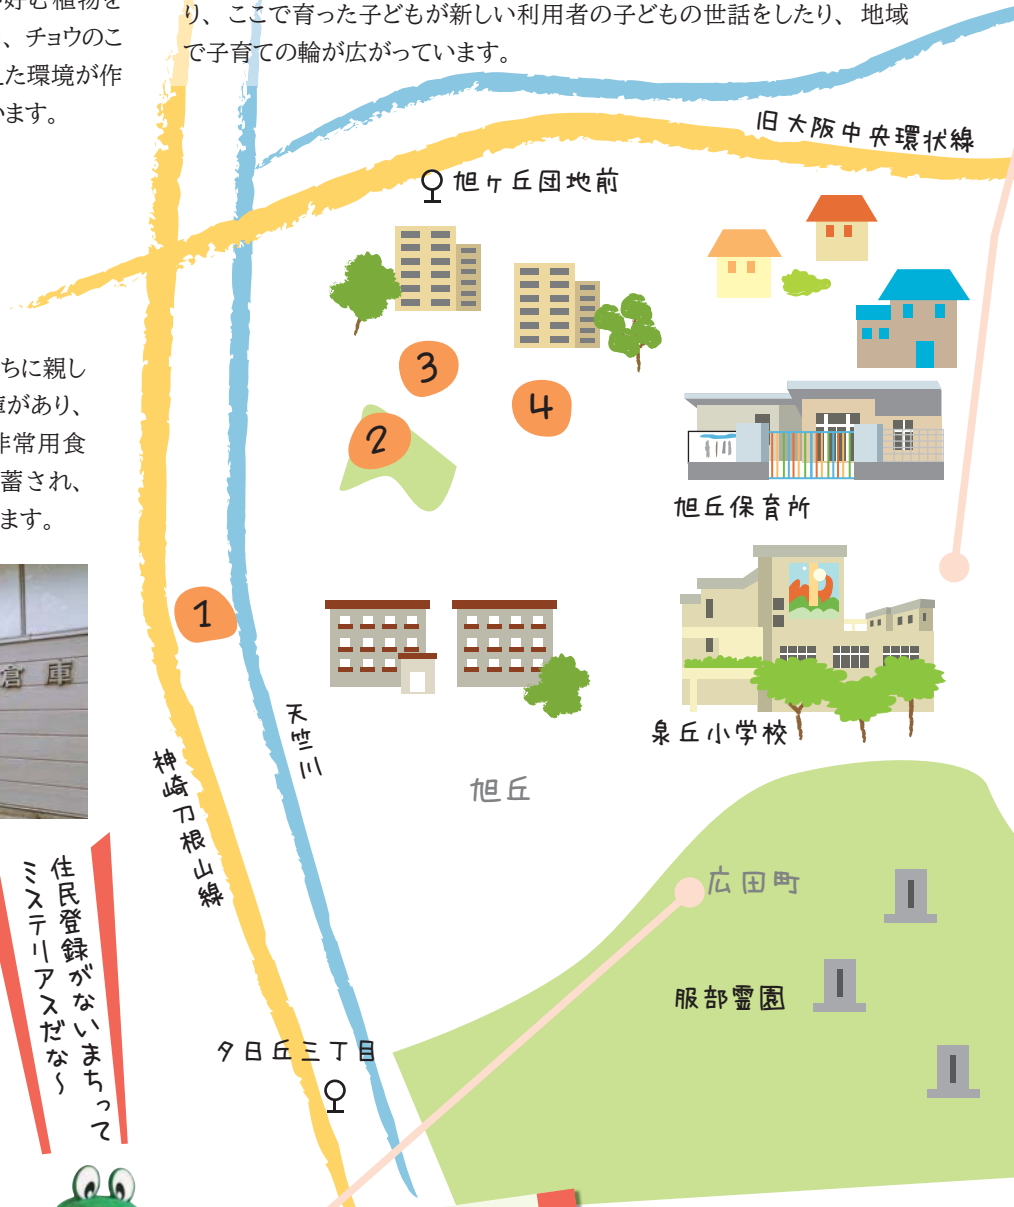 好む植物を
、チョウのこ
た環境が作
います。
り、ここで育った子どもが新しい利用者の子どもの世話をしたり、地域
で子育ての輪が広がっています。
旧大阪中央環状線
旭ヶ丘団地前
ちに親し
庫があり、
非常用食
蓄され、
ます。
3
4
2
旭丘保育所
1
倉庫
天竺川
泉丘小学校
神崎刀根山線
旭丘
広田町
服部霊園
住民登録がないまちって
ミステリアスだな〜
夕日丘三丁目